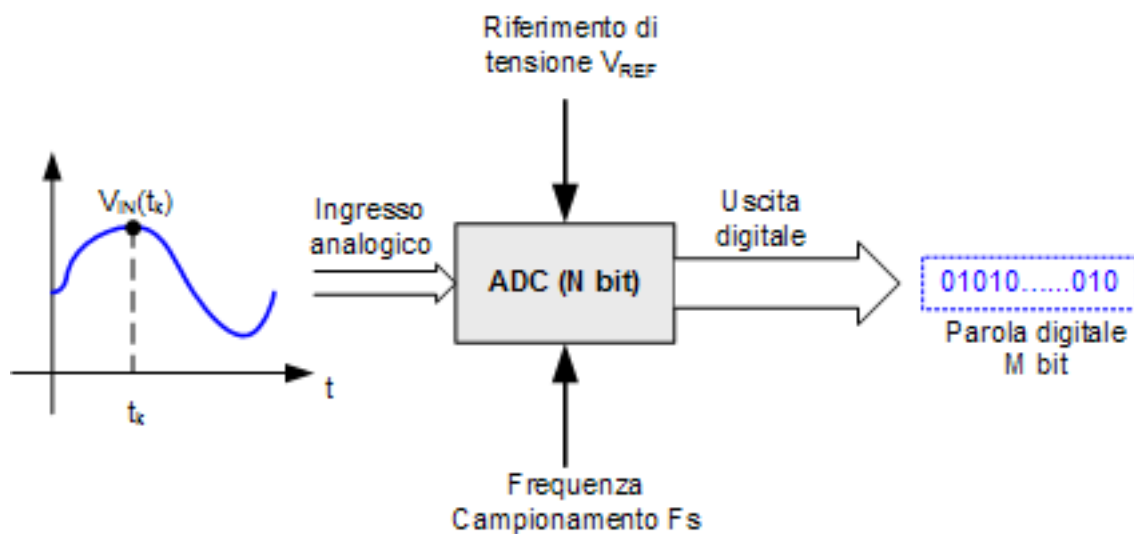 Riferimento di
tensione VREF
VIN(tk)
Ingresso
analogico
Uscita
digitale
ADC (N bit)
01010......010
Parola digitale
M bit
t
tk
Frequenza
Campionamento Fs